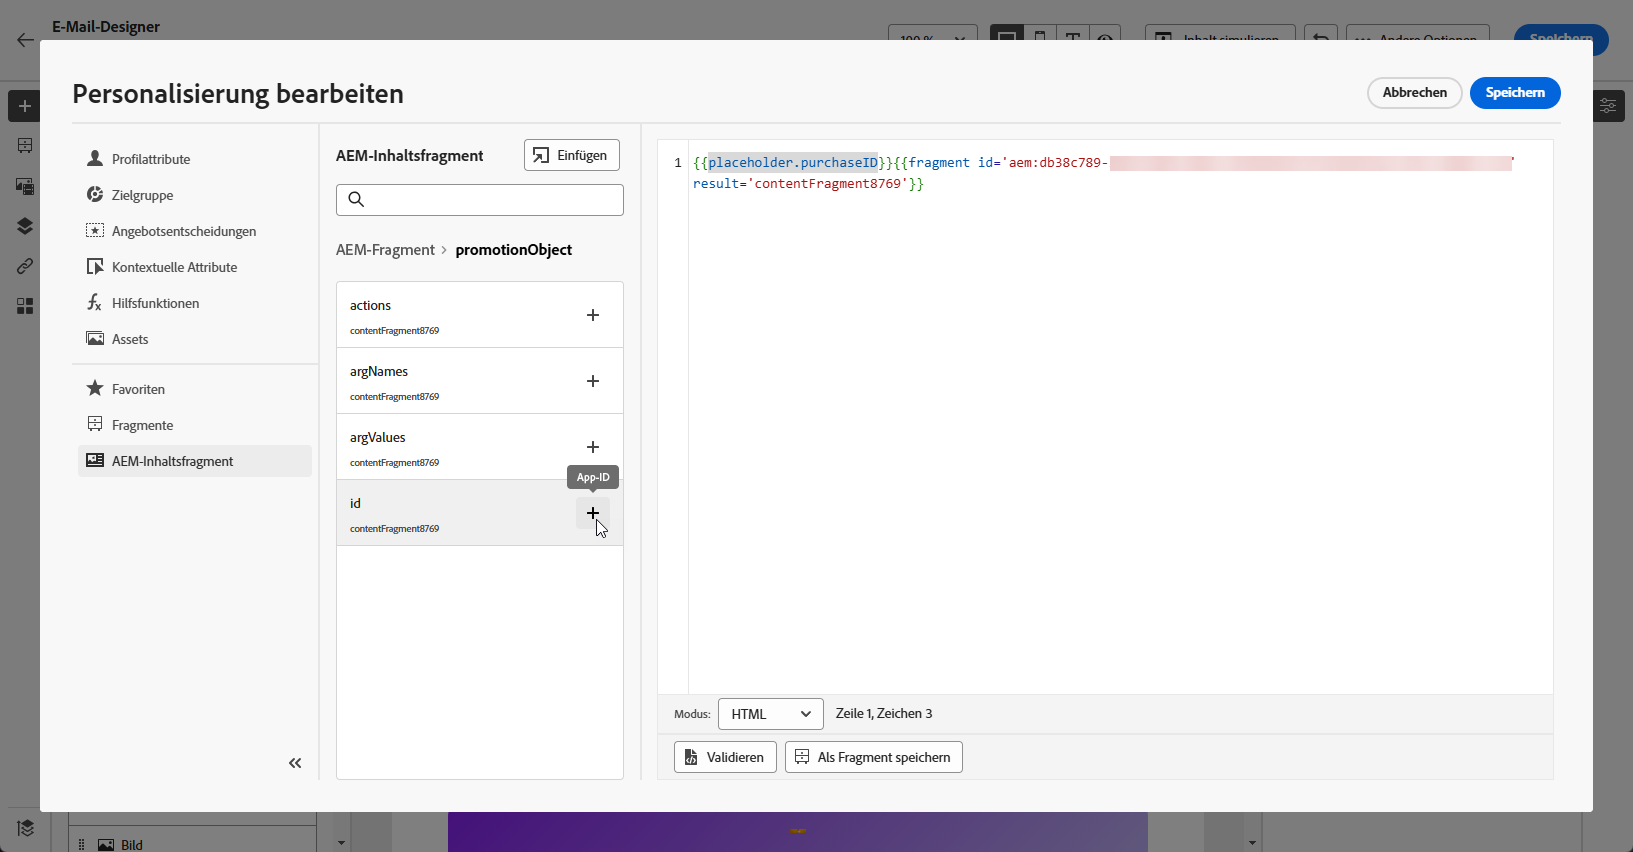 E-Mail-Designer
100 %
Inhalt simulieren
Andere Optionen
Speichern
Personalisierung bearbeiten
Abbrechen
Speichern
Profilattribute
Zielgruppe
Angebotsentscheidungen
Kontextuelle Attribute
Hilfsfunktionen
Assets
Favoriten
Fragmente
AEM-Inhaltsfragment
AEM-Inhaltsfragment
Einfügen
AEM-Fragment > promotionObject
actions
contentFragment8769
argNames
contentFragment8769
argValues
contentFragment8769
App-ID
id
contentFragment8769
1 {{placeholder.purchaseID}}{{fragment id='aem:db38c789-'
result='contentFragment8769'}}
Modus: HTML Zeile 1, Zeichen 3
Validieren
Als Fragment speichern
Bild